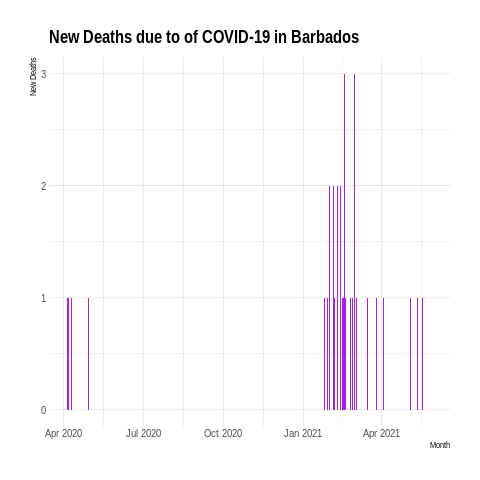 New Deaths due to of COVID-19 in Barbados
New Deaths
3
2
1
0
Apr 2020 Jul 2020 Oct 2020 Jan 2021 Apr 2021
Month